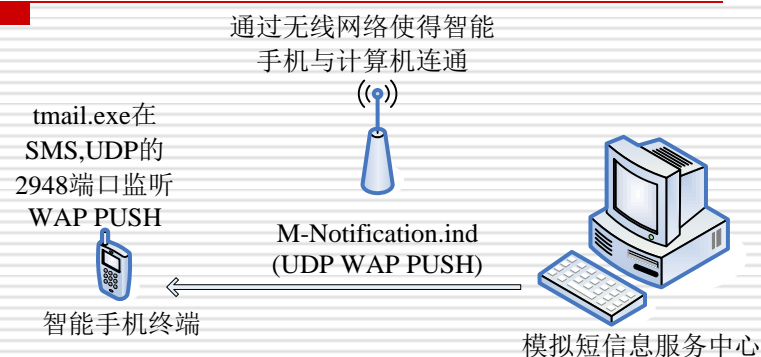 通过无线网络使得智能
手机与计算机连通
tmail.exe在
SMS,UDP的
2948端口监听
WAP PUSH
M-Notification.ind
(UDP WAP PUSH)
智能手机终端
模拟短信息服务中心